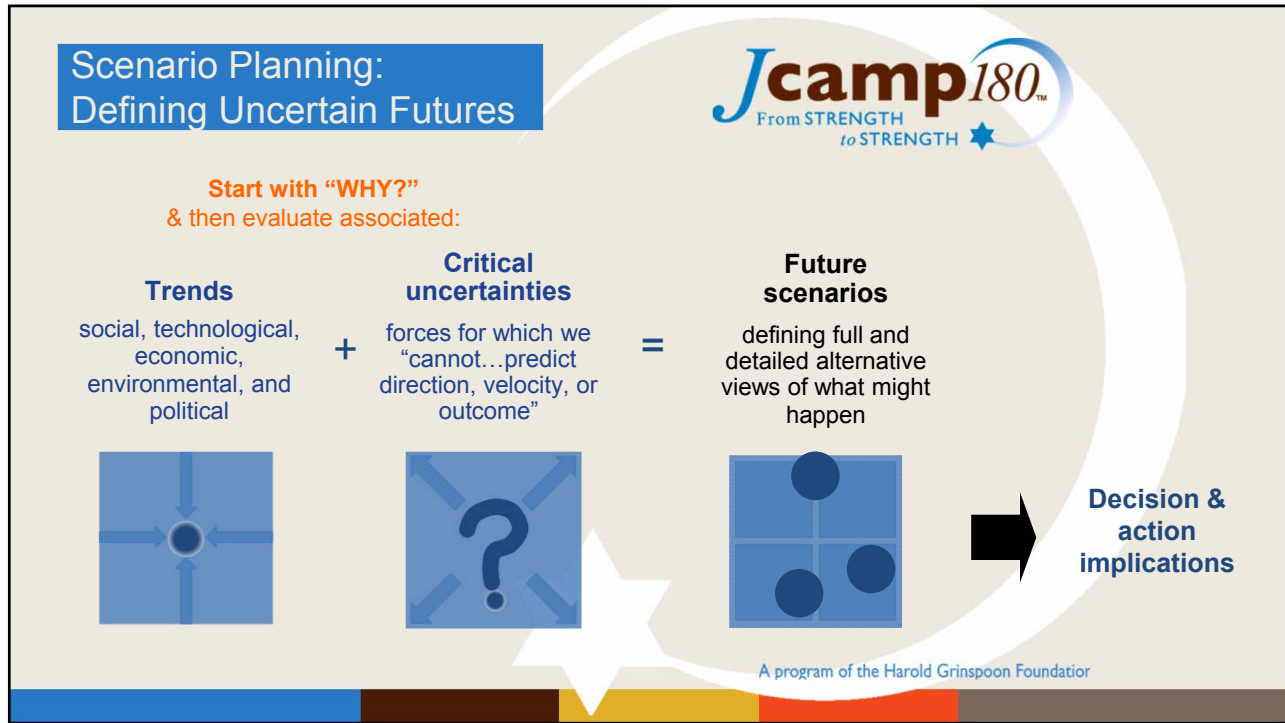 Scenario Planning:
Defining Uncertain Futures
Jcamp180™
From STRENGTH
to STRENGTH
Start with “WHY?”
& then evaluate associated:
Trends
social, technological,
economic,
environmental, and
political
+
Critical
uncertainties
forces for which we
“cannot…predict
direction, velocity, or
outcome”
=
Future
scenarios
defining full and
detailed alternative
views of what might
happen
?
Decision &
action
implications
A program of the Harold Grinspoon Foundation